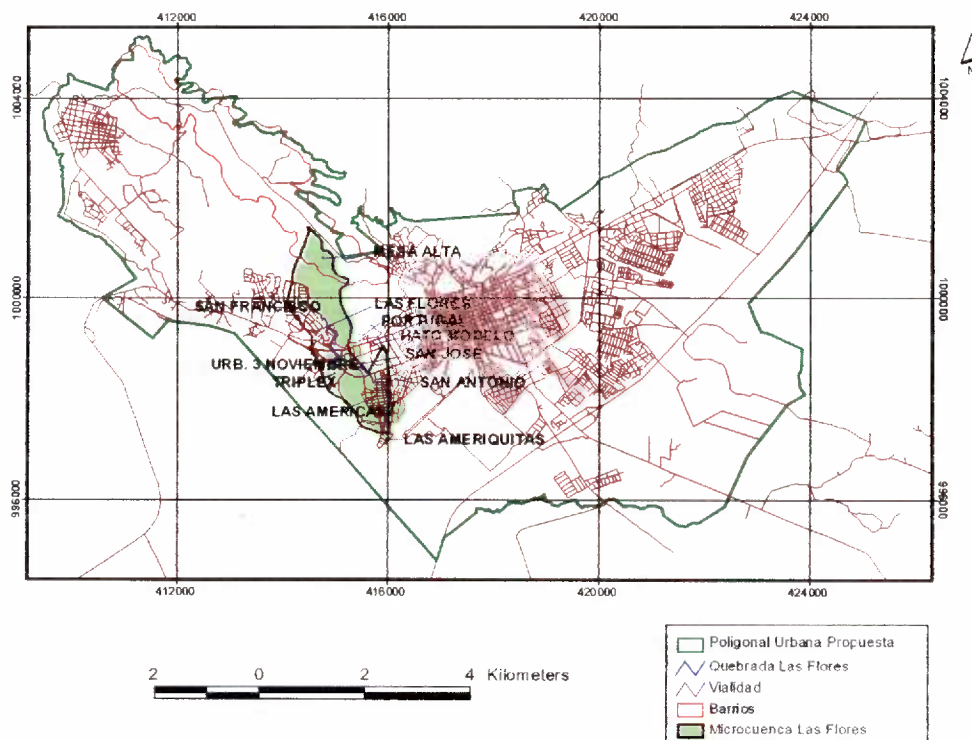 412000 416000 420000 424000
N
1004000
1000000
996000
996000
MESA ALTA
SAN FRANCISCO
LAS FLORES
PORTUGAL
HATO MODELO
SAN JOSE
URB. 3 NOVIEMBRE
TRIPLEX
SAN ANTONIO
LAS AMERICAS
LAS AMERIQUITAS
412000 416000 420000 424000
2 0 2 4 Kilometers
Poligonal Urbana Propuesta
Quebrada Las Flores
Vialidad
Barrios
Microcuenca Las Flores